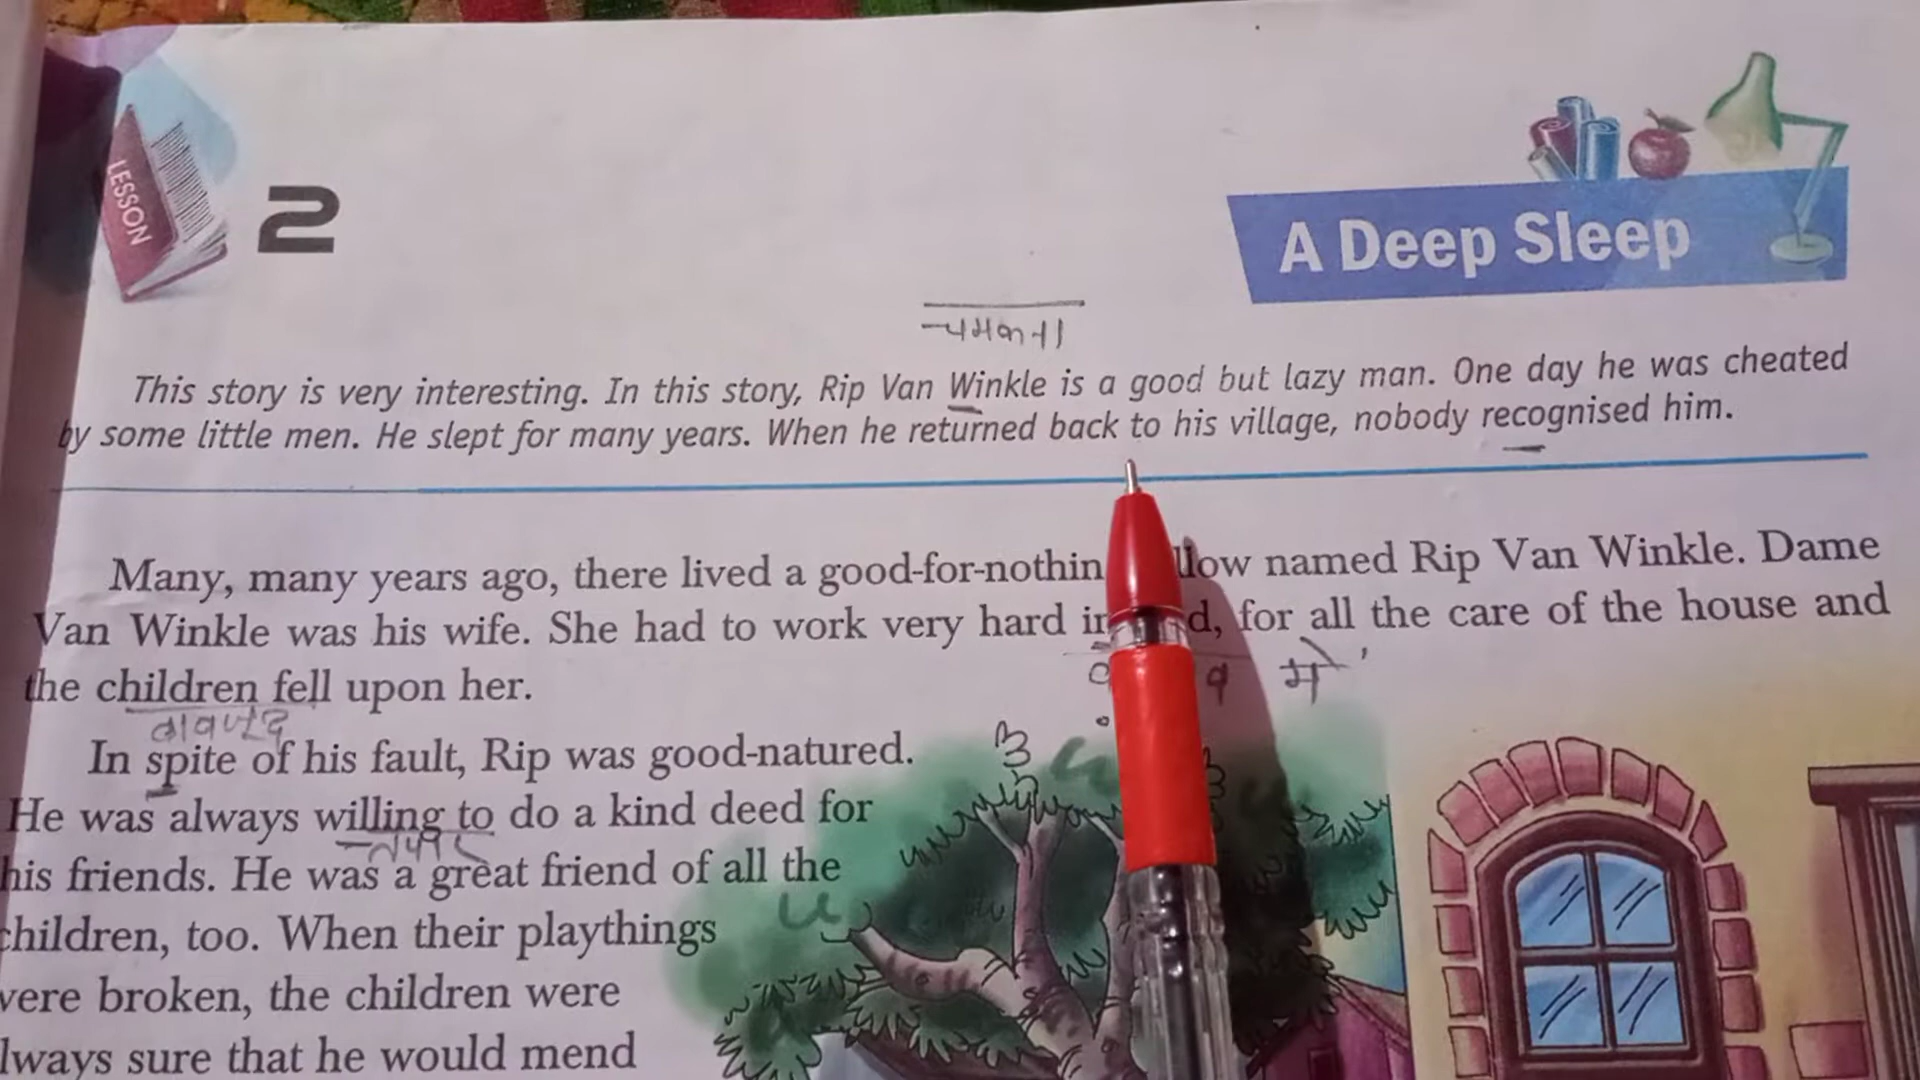 LESSON
2
A Deep Sleep
चमकना
This story is very interesting. In this story, Rip Van Winkle is a good but lazy man. One day he was cheated
by some little men. He slept for many years. When he returned back to his village, nobody recognised him.
Many, many years ago, there lived a good-for-nothin llow named Rip Van Winkle. Dame
Van Winkle was his wife. She had to work very hard in d, for all the care of the house and
the children fell upon her.
बावजूद
In spite of his fault, Rip was good-natured.
He was always willing to do a kind deed for
his friends. He was a great friend of all the
children, too. When their playthings
were broken, the children were
lways sure that he would mend